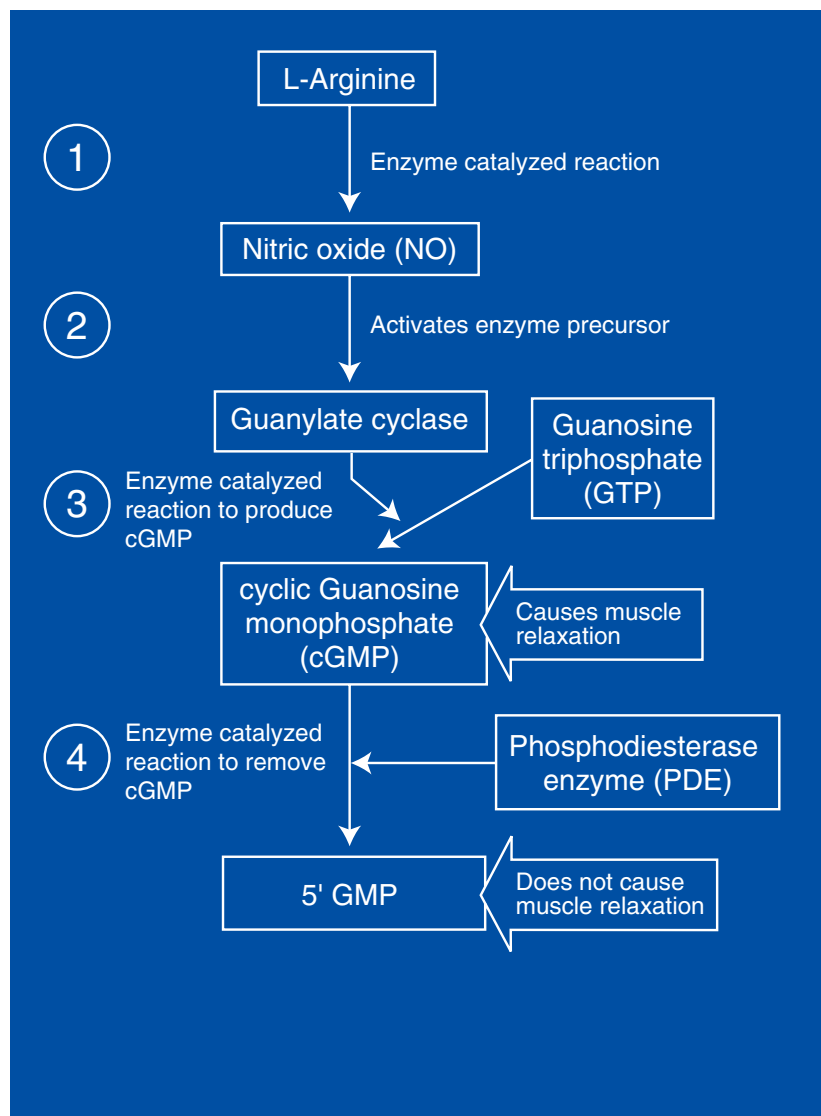 L-Arginine
1
Enzyme catalyzed reaction
Nitric oxide (NO)
2
Activates enzyme precursor
Guanylate cyclase
Guanosine
triphosphate
(GTP)
3
Enzyme catalyzed
reaction to produce
cGMP
cyclic Guanosine
monophosphate
(cGMP)
Causes muscle
relaxation
4
Enzyme catalyzed
reaction to remove
cGMP
Phosphodiesterase
enzyme (PDE)
5' GMP
Does not cause
muscle relaxation